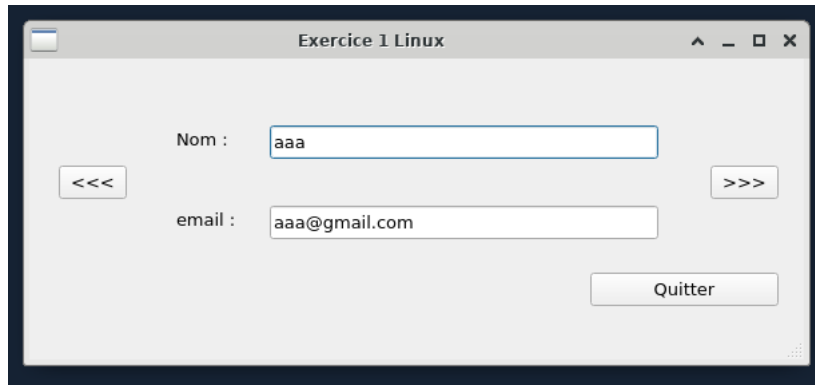 Exercice 1 Linux
Nom :
aaa
<<<
>>>
email :
aaa@gmail.com
Quitter